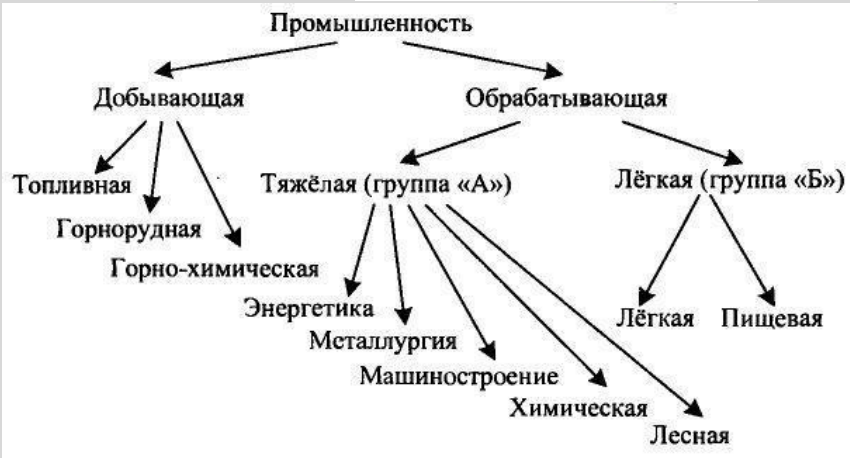 Промышленность
Добывающая
Обрабатывающая
Топливная
Тяжёлая (группа «А»)
Лёгкая (группа «Б»)
Горнорудная
Горно-химическая
Энергетика
Лёгкая
Пищевая
Металлургия
Машиностроение
Химическая
Лесная